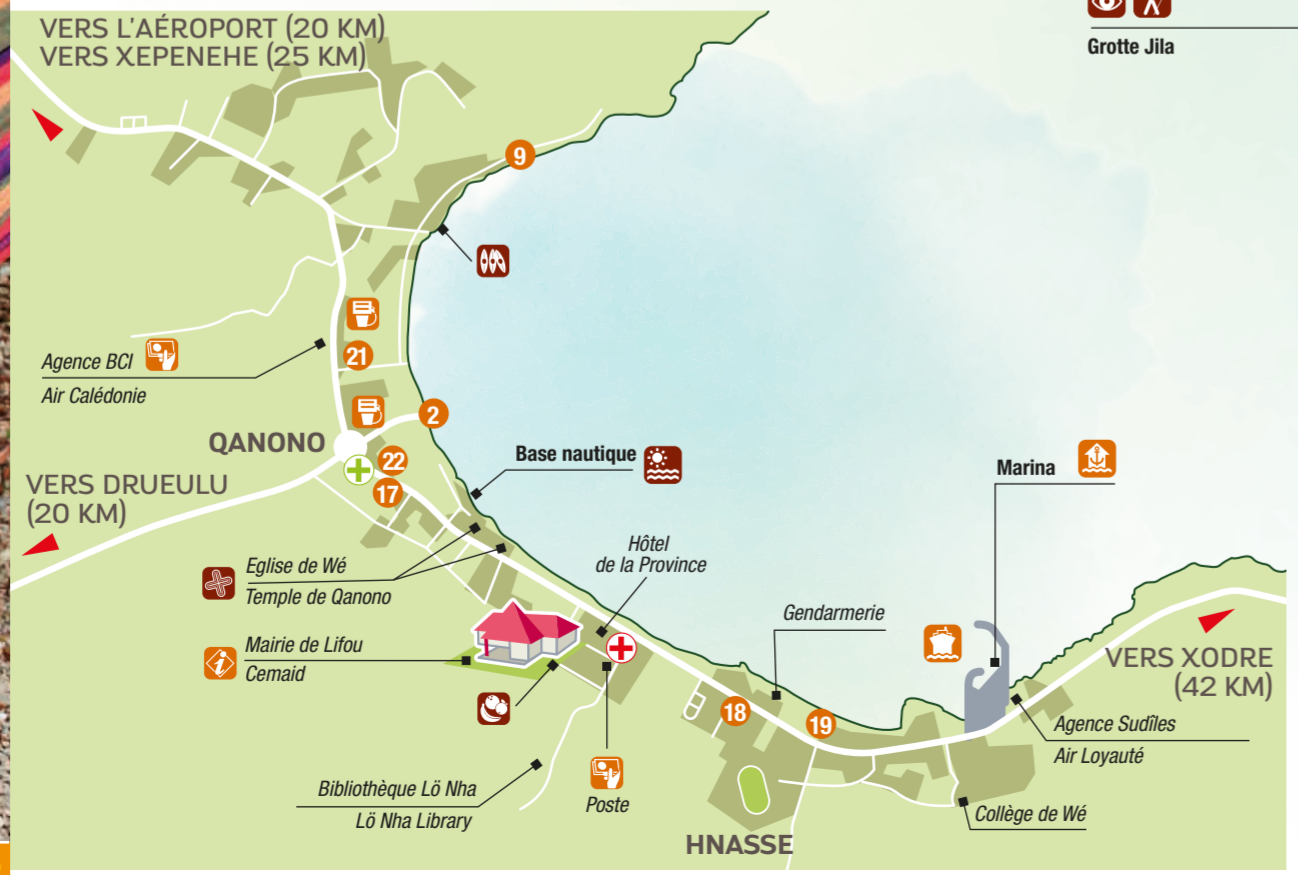 VERS L'AÉROPORT (20 KM)
VERS XEPENEHE (25 KM)
Grotte Jila
9
Agence BCI
Air Calédonie
21
2
QANONO
22
17
VERS DRUEULU
(20 KM)
Base nautique
Marina
Eglise de Wé
Temple de Qanono
Hôtel
de la Province
Gendarmerie
Mairie de Lifou
Cemaid
i
VERS XODRE
(42 KM)
18
19
Agence Sudîles
Air Loyauté
Bibliothèque Lö Nha
Lö Nha Library
Poste
Collège de Wé
HNASSE